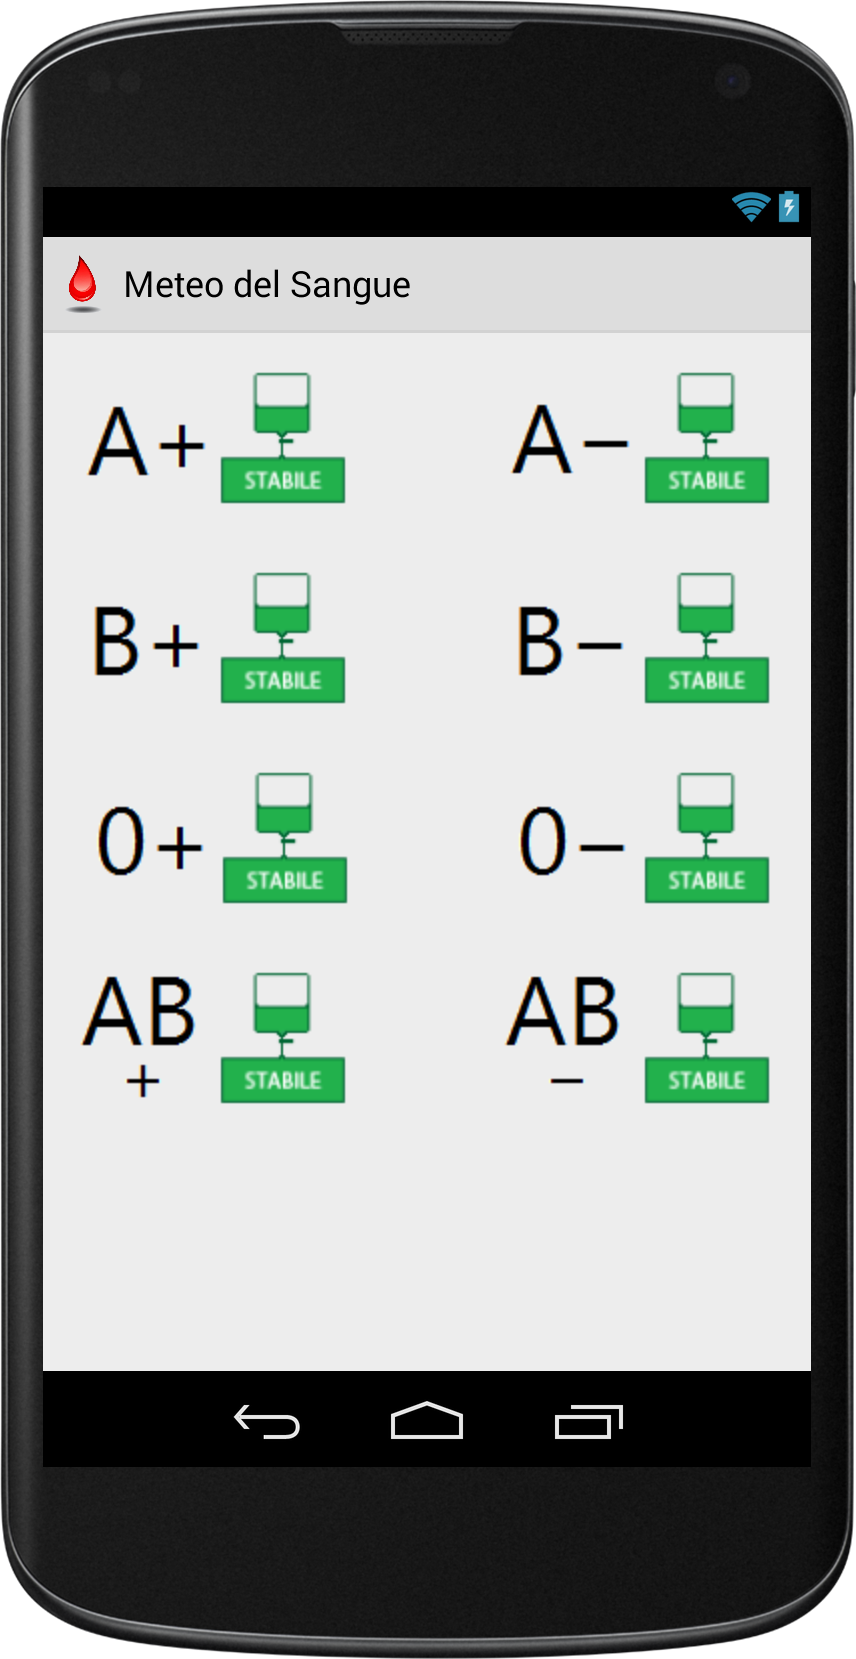 Meteo del Sangue
A+ STABILE A− STABILE
B+ STABILE B− STABILE
0+ STABILE 0− STABILE
AB+ STABILE AB− STABILE